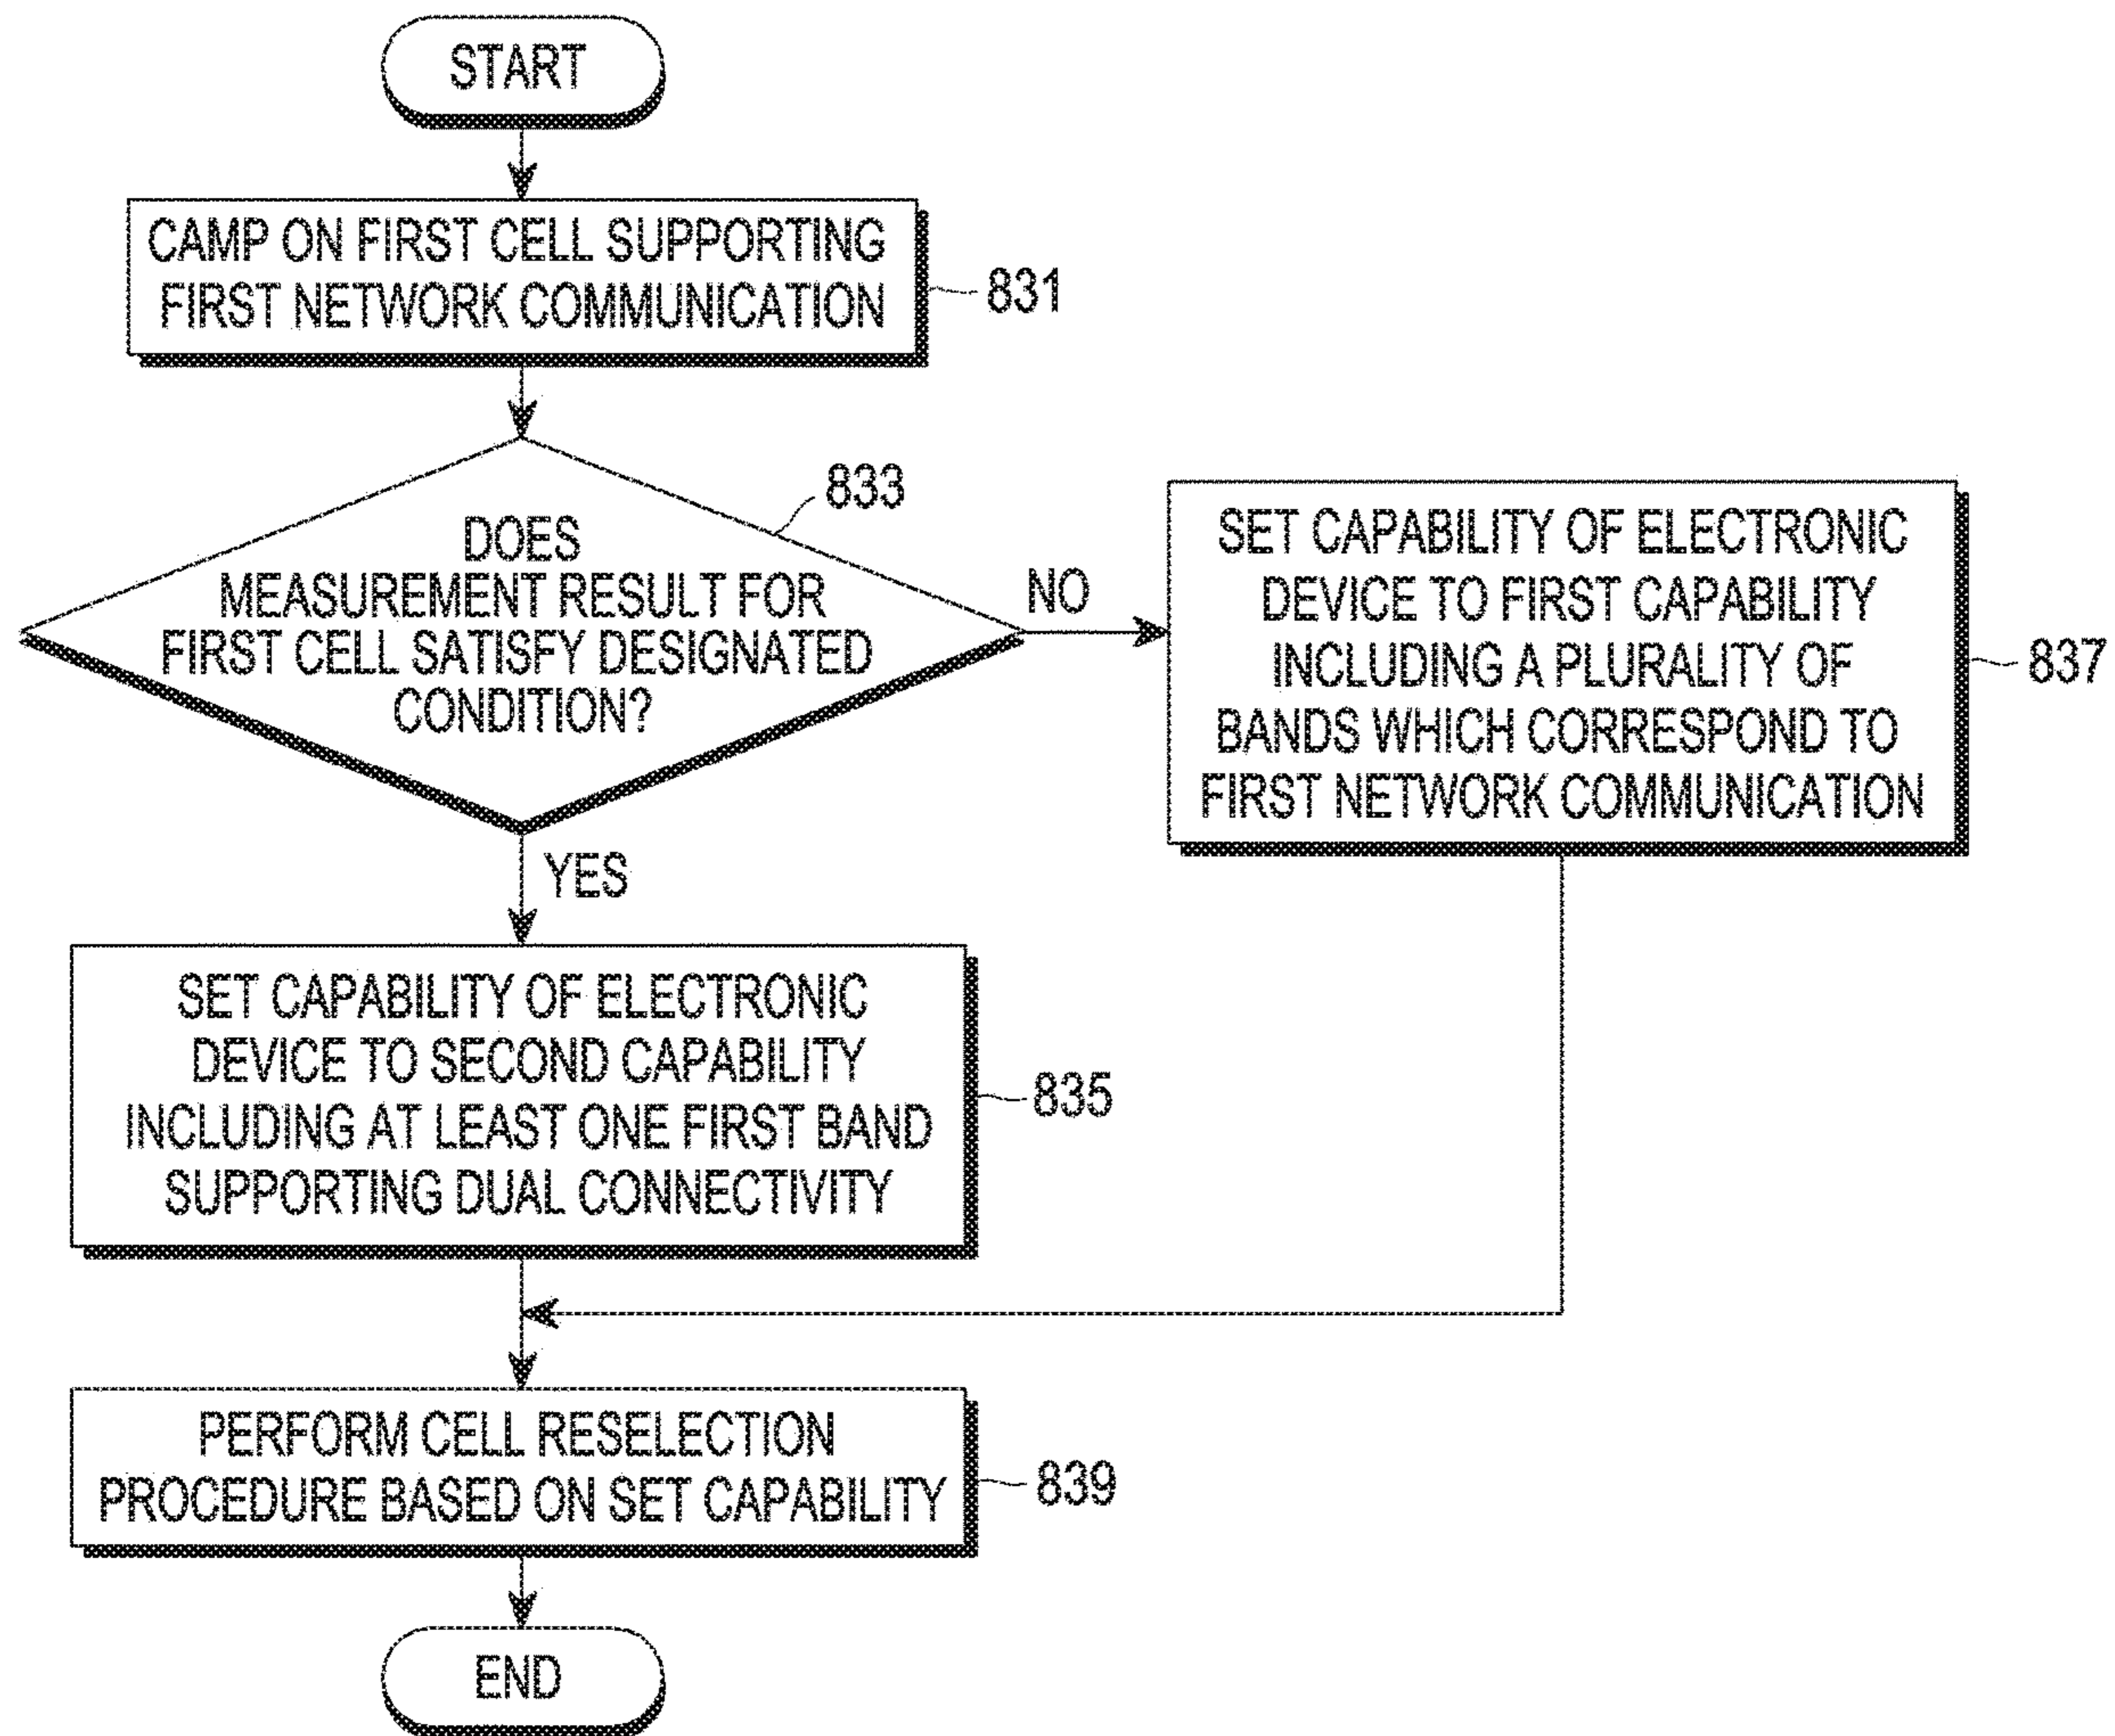 START
CAMP ON FIRST CELL SUPPORTING
FIRST NETWORK COMMUNICATION
831
833
DOES
MEASUREMENT RESULT FOR
FIRST CELL SATISFY DESIGNATED
CONDITION?
NO
SET CAPABILITY OF ELECTRONIC
DEVICE TO FIRST CAPABILITY
INCLUDING A PLURALITY OF
BANDS WHICH CORRESPOND TO
FIRST NETWORK COMMUNICATION
837
YES
SET CAPABILITY OF ELECTRONIC
DEVICE TO SECOND CAPABILITY
INCLUDING AT LEAST ONE FIRST BAND
SUPPORTING DUAL CONNECTIVITY
835
PERFORM CELL RESELECTION
PROCEDURE BASED ON SET CAPABILITY
839
END